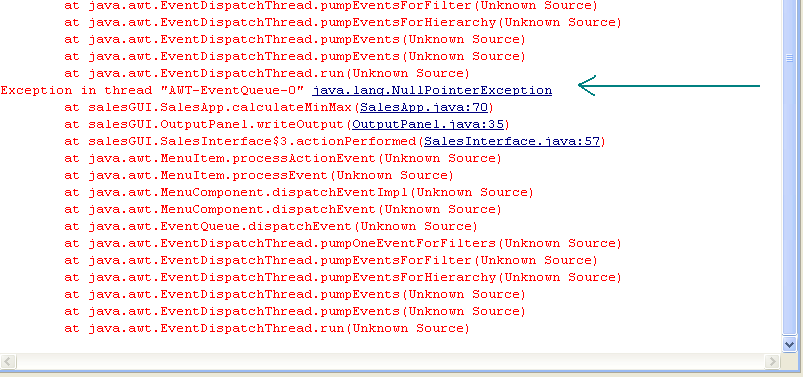 at java.awt.EventDispatchThread.pumpEventsForFilter(Unknown Source)
at java.awt.EventDispatchThread.pumpEventsForHierarchy(Unknown Source)
at java.awt.EventDispatchThread.pumpEvents(Unknown Source)
at java.awt.EventDispatchThread.pumpEvents(Unknown Source)
at java.awt.EventDispatchThread.run(Unknown Source)
Exception in thread "AWT-EventQueue-0" java.lang.NullPointerException
at salesGUI.SalesApp.calculateMinMax(SalesApp.java:70)
at salesGUI.OutputPanel.writeOutput(OutputPanel.java:35)
at salesGUI.SalesInterface$3.actionPerformed(SalesInterface.java:57)
at java.awt.MenuItem.processActionEvent(Unknown Source)
at java.awt.MenuItem.processEvent(Unknown Source)
at java.awt.MenuComponent.dispatchEventImpl(Unknown Source)
at java.awt.MenuComponent.dispatchEvent(Unknown Source)
at java.awt.EventQueue.dispatchEvent(Unknown Source)
at java.awt.EventDispatchThread.pumpOneEventForFilters(Unknown Source)
at java.awt.EventDispatchThread.pumpEventsForFilter(Unknown Source)
at java.awt.EventDispatchThread.pumpEventsForHierarchy(Unknown Source)
at java.awt.EventDispatchThread.pumpEvents(Unknown Source)
at java.awt.EventDispatchThread.pumpEvents(Unknown Source)
at java.awt.EventDispatchThread.run(Unknown Source)